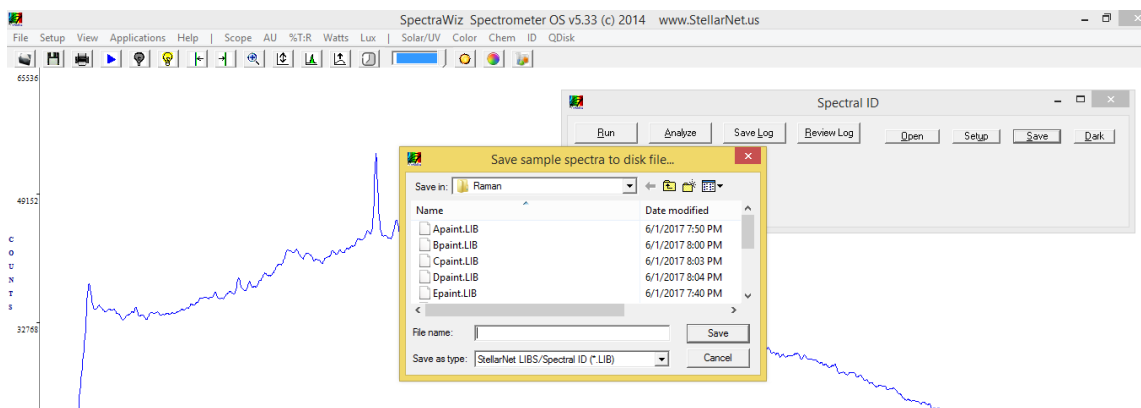 SpectraWiz Spectrometer OS v5.33 (c) 2014 www.StellarNet.us
File Setup View Applications Help | Scope AU %T:R Watts Lux | Solar/UV Color Chem ID QDisk
65536
49152
COUNTS
32768
Spectral ID
Run Analyze Save Log Review Log Open Setup Save Dark
Save sample spectra to disk file...
Save in: Raman
Name Date modified
Apaint.LIB 6/1/2017 7:50 PM
Bpaint.LIB 6/1/2017 8:00 PM
Cpaint.LIB 6/1/2017 8:03 PM
Dpaint.LIB 6/1/2017 8:04 PM
Epaint.LIB 6/1/2017 7:40 PM
File name: Save
Save as type: StellarNet LIBS/Spectral ID (*.LIB) Cancel